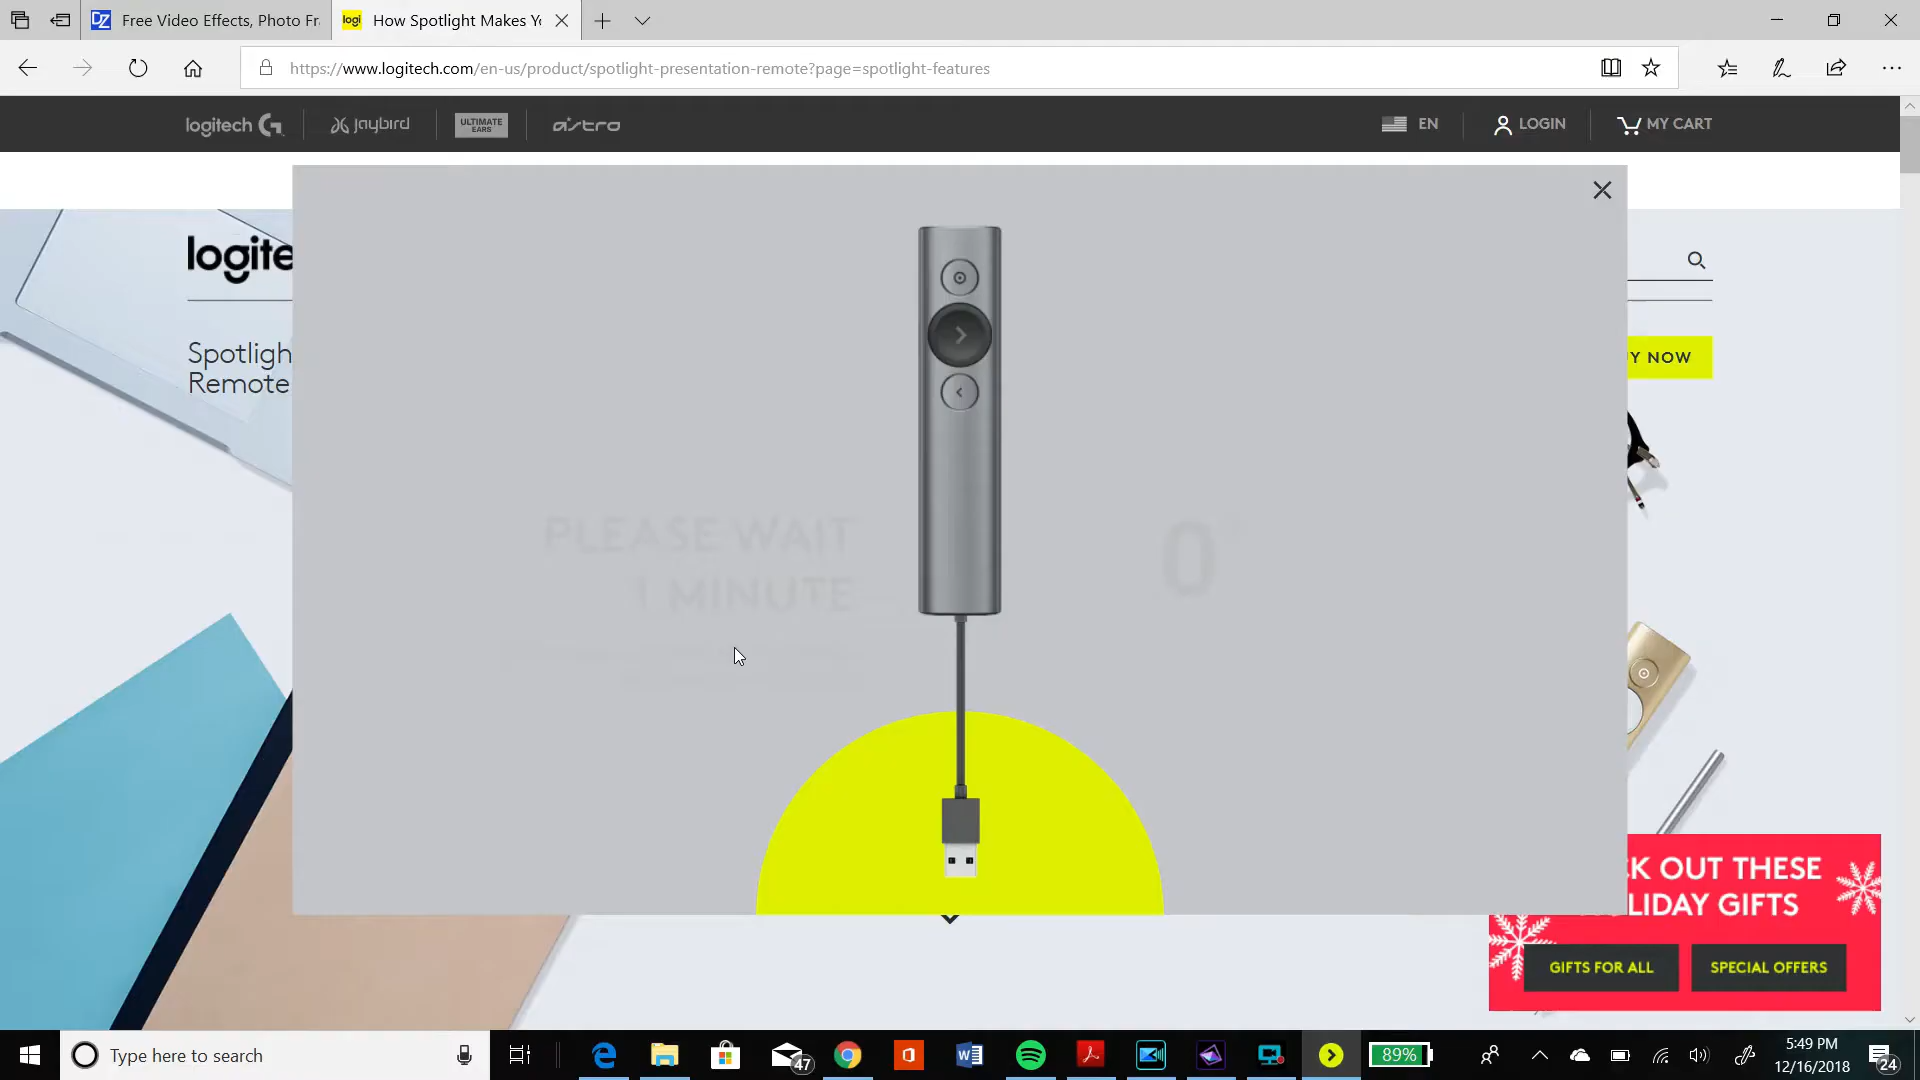 Free Video Effects, Photo Fr
logi How Spotlight Makes Yo
https://www.logitech.com/en-us/product/spotlight-presentation-remote?page=spotlight-features
logitech G jaybird ULTIMATE EARS ASTRO EN LOGIN MY CART
logite
Spotligh
Remote
Y NOW
PLEASE WAIT
1 MINUTE
0
CK OUT THESE
LIDAY GIFTS
GIFTS FOR ALL SPECIAL OFFERS
Type here to search
47
89%
5:49 PM
12/16/2018
24